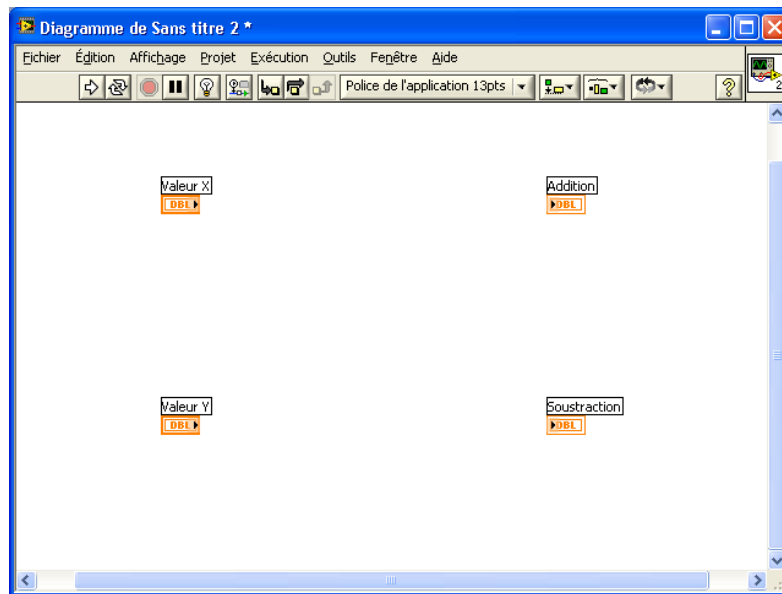 Diagramme de Sans titre 2 *
Fichier Édition Affichage Projet Exécution Outils Fenêtre Aide
Police de l'application 13pts
2
Valeur X
DBL
Addition
DBL
Valeur Y
DBL
Soustraction
DBL